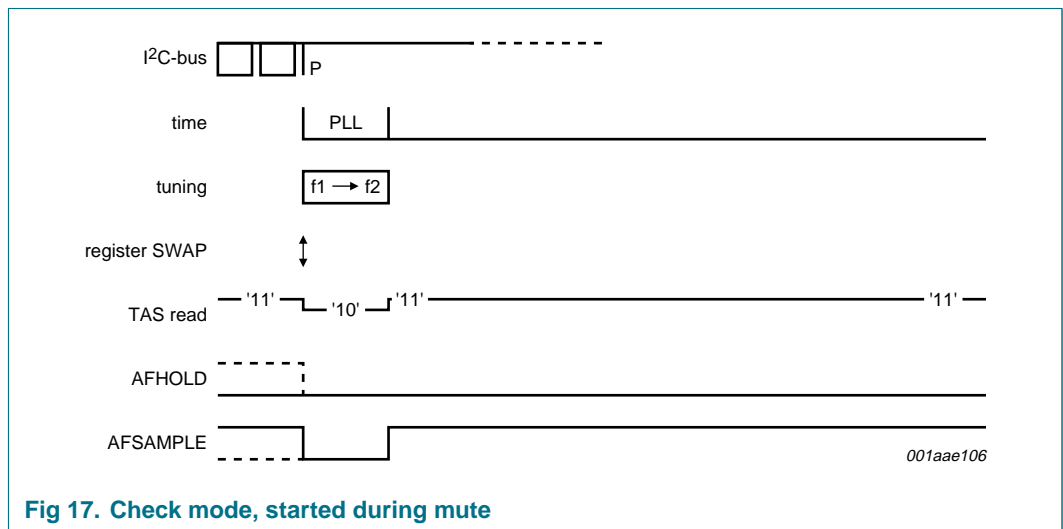 I2C-bus
P
time
PLL
tuning
f1 → f2
register SWAP
TAS read
'11'
'10'
'11'
'11'
AFHOLD
AFSAMPLE
001aae106
Fig 17. Check mode, started during mute